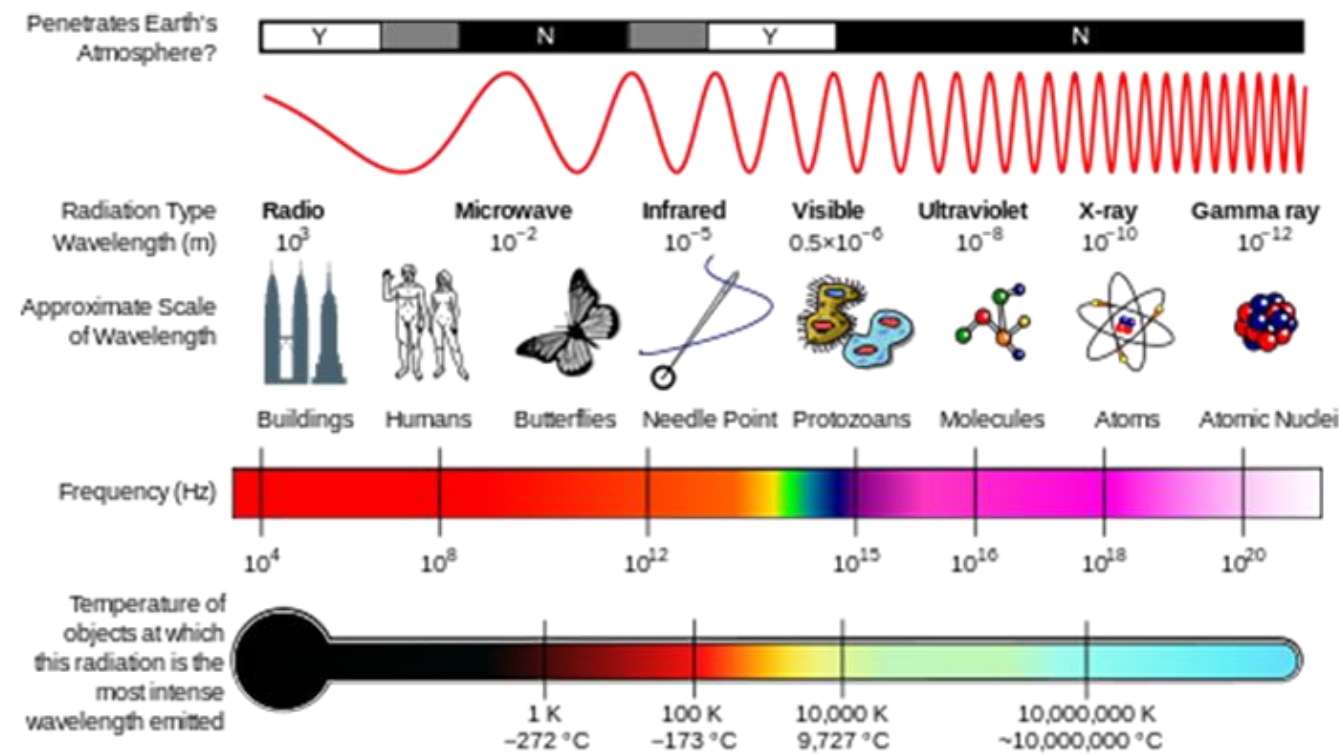 Penetrates Earth's
Atmosphere?
Y N Y N
Radiation Type
Radio Microwave Infrared Visible Ultraviolet X-ray Gamma ray
Wavelength (m)
10³ 10⁻² 10⁻⁵ 0.5×10⁻⁶ 10⁻⁸ 10⁻¹⁰ 10⁻¹²
Approximate Scale
of Wavelength
Buildings Humans Butterflies Needle Point Protozoans Molecules Atoms Atomic Nuclei
Frequency (Hz)
10⁴ 10⁸ 10¹² 10¹⁵ 10¹⁶ 10¹⁸ 10²⁰
Temperature of
objects at which
this radiation is the
most intense
wavelength emitted
1 K 100 K 10,000 K 10,000,000 K
−272 °C −173 °C 9,727 °C ~10,000,000 °C